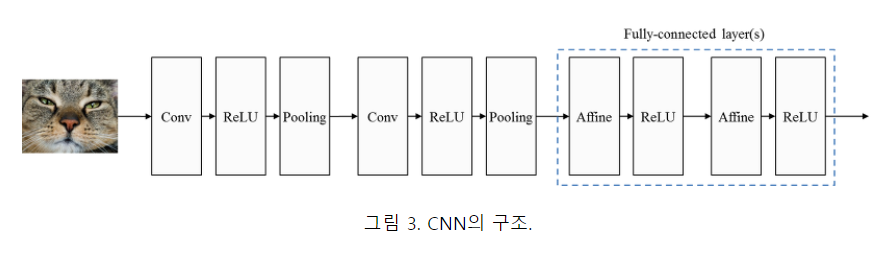 Fully-connected layer(s)
Conv ReLU Pooling Conv ReLU Pooling Affine ReLU Affine ReLU
그림 3. CNN의 구조.